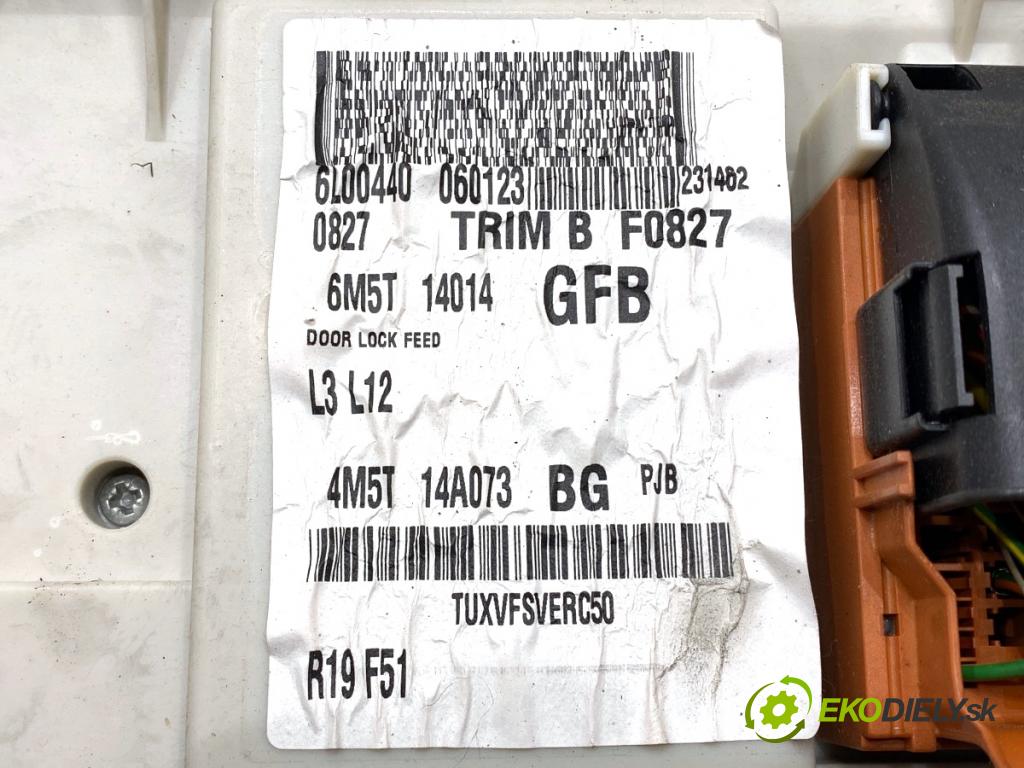 6L00440 060123 231462
0827 TRIM B F0827
6M5T 14014 GFB
DOOR LOCK FEED
L3 L12
4M5T 14A073 BG PJB
TUXVFSVERC50
R19 F51
EKODIELY.sk